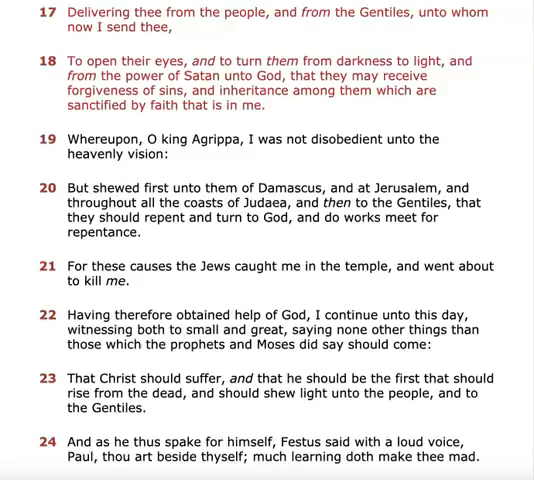 17 Delivering thee from the people, and from the Gentiles, unto whom
now I send thee,
18 To open their eyes, and to turn them from darkness to light, and
from the power of Satan unto God, that they may receive
forgiveness of sins, and inheritance among them which are
sanctified by faith that is in me.
19 Whereupon, O king Agrippa, I was not disobedient unto the
heavenly vision:
20 But shewed first unto them of Damascus, and at Jerusalem, and
throughout all the coasts of Judaea, and then to the Gentiles, that
they should repent and turn to God, and do works meet for
repentance.
21 For these causes the Jews caught me in the temple, and went about
to kill me.
22 Having therefore obtained help of God, I continue unto this day,
witnessing both to small and great, saying none other things than
those which the prophets and Moses did say should come:
23 That Christ should suffer, and that he should be the first that should
rise from the dead, and should shew light unto the people, and to
the Gentiles.
24 And as he thus spake for himself, Festus said with a loud voice,
Paul, thou art beside thyself; much learning doth make thee mad.